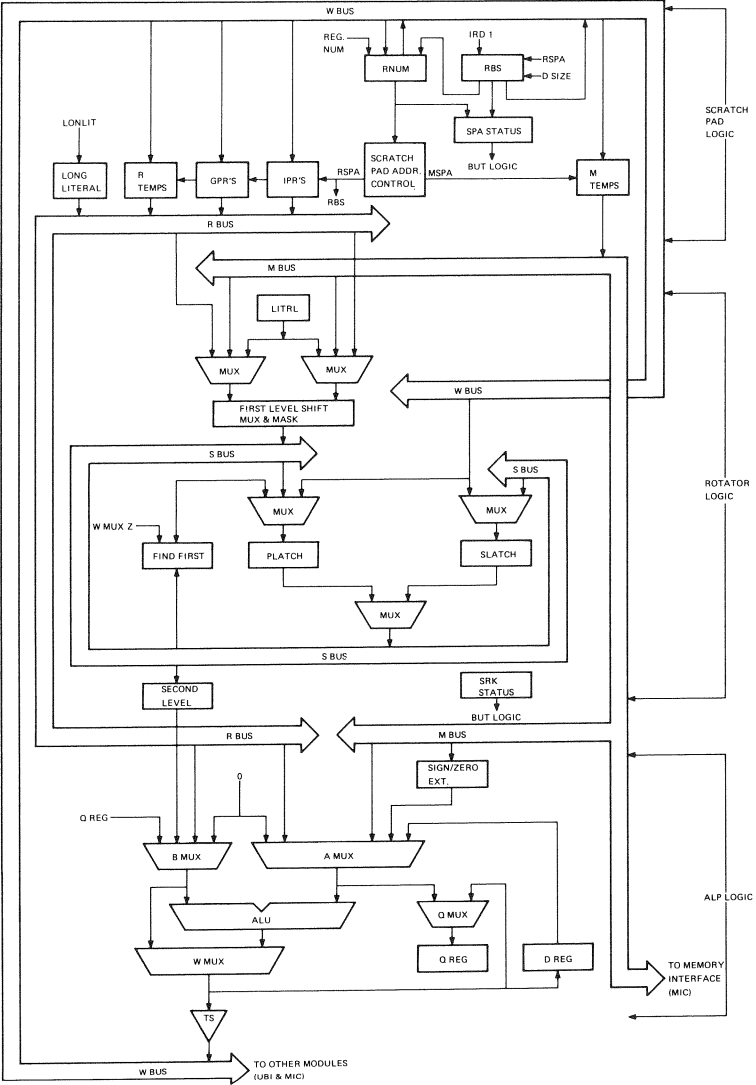 W BUS
REG.
NUM
IRD 1
RNUM
RBS
RSPA
D SIZE
SCRATCH
PAD
LOGIC
LONLIT
SPA STATUS
BUT LOGIC
LONG
LITERAL
R
TEMPS
GPR'S
IPR'S
RSPA
RBS
SCRATCH
PAD ADDR.
CONTROL
MSPA
M
TEMPS
R BUS
M BUS
LITRL
MUX
MUX
W BUS
FIRST LEVEL SHIFT
MUX & MASK
S BUS
S BUS
ROTATOR
LOGIC
MUX
MUX
W MUX Z
FIND FIRST
PLATCH
SLATCH
MUX
S BUS
SECOND
LEVEL
SRK
STATUS
BUT LOGIC
R BUS
M BUS
SIGN/ZERO
EXT.
0
Q REG
B MUX
A MUX
ALP LOGIC
ALU
Q MUX
W MUX
Q REG
D REG
TO MEMORY
INTERFACE
(MIC)
TS
W BUS
TO OTHER MODULES
(UBI & MIC)